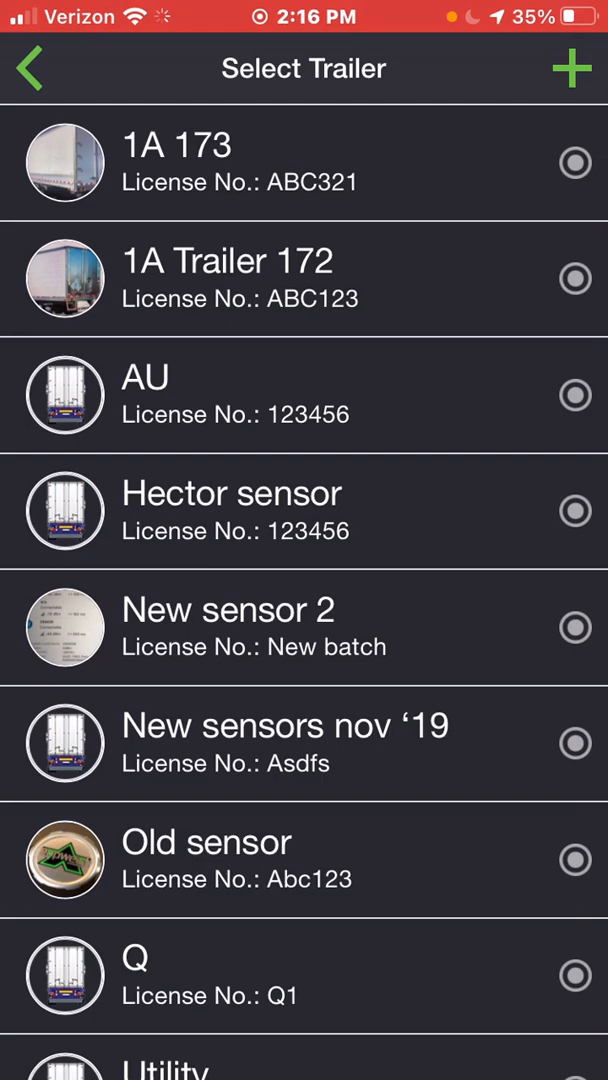 Verizon 2:16 PM 35%
Select Trailer
1A 173
License No.: ABC321
1A Trailer 172
License No.: ABC123
AU
License No.: 123456
Hector sensor
License No.: 123456
New sensor 2
License No.: New batch
New sensors nov ‘19
License No.: Asdfs
Old sensor
License No.: Abc123
Q
License No.: Q1
Utility